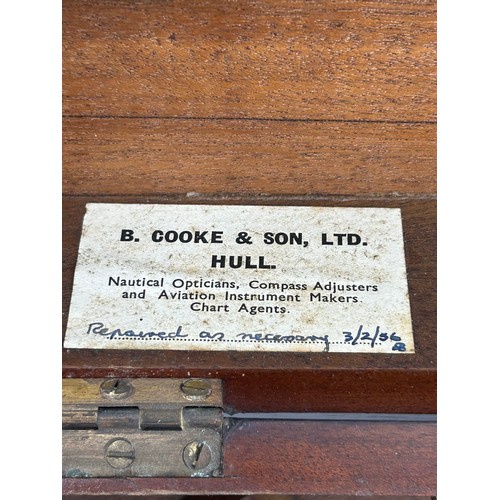 B. COOKE & SON, LTD.
HULL.
Nautical Opticians, Compass Adjusters
and Aviation Instrument Makers.
Chart Agents.
Repaired as necessary 3/2/56